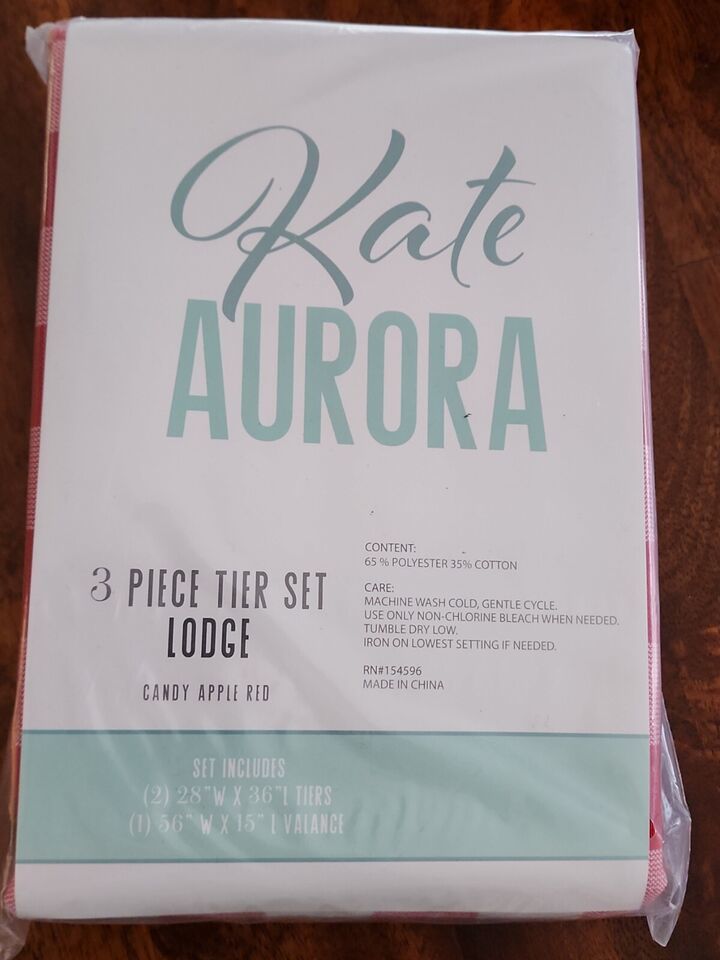 Kate
AURORA
3 PIECE TIER SET
LODGE
CANDY APPLE RED
CONTENT:
65 % POLYESTER 35% COTTON
CARE:
MACHINE WASH COLD, GENTLE CYCLE.
USE ONLY NON-CHLORINE BLEACH WHEN NEEDED.
TUMBLE DRY LOW.
IRON ON LOWEST SETTING IF NEEDED.
RN#154596
MADE IN CHINA
SET INCLUDES
(2) 28"W X 36"L TIERS
(1) 56" W X 15" L VALANCE